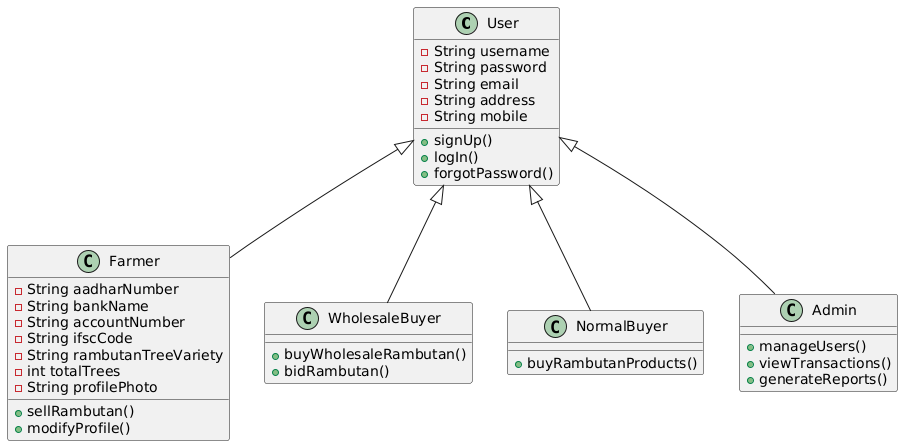 C User
String username
String password
String email
String address
String mobile
signUp()
logIn()
forgotPassword()
C Farmer
String aadharNumber
String bankName
String accountNumber
String ifscCode
String rambutanTreeVariety
int totalTrees
String profilePhoto
sellRambutan()
modifyProfile()
C WholesaleBuyer
buyWholesaleRambutan()
bidRambutan()
C NormalBuyer
buyRambutanProducts()
C Admin
manageUsers()
viewTransactions()
generateReports()